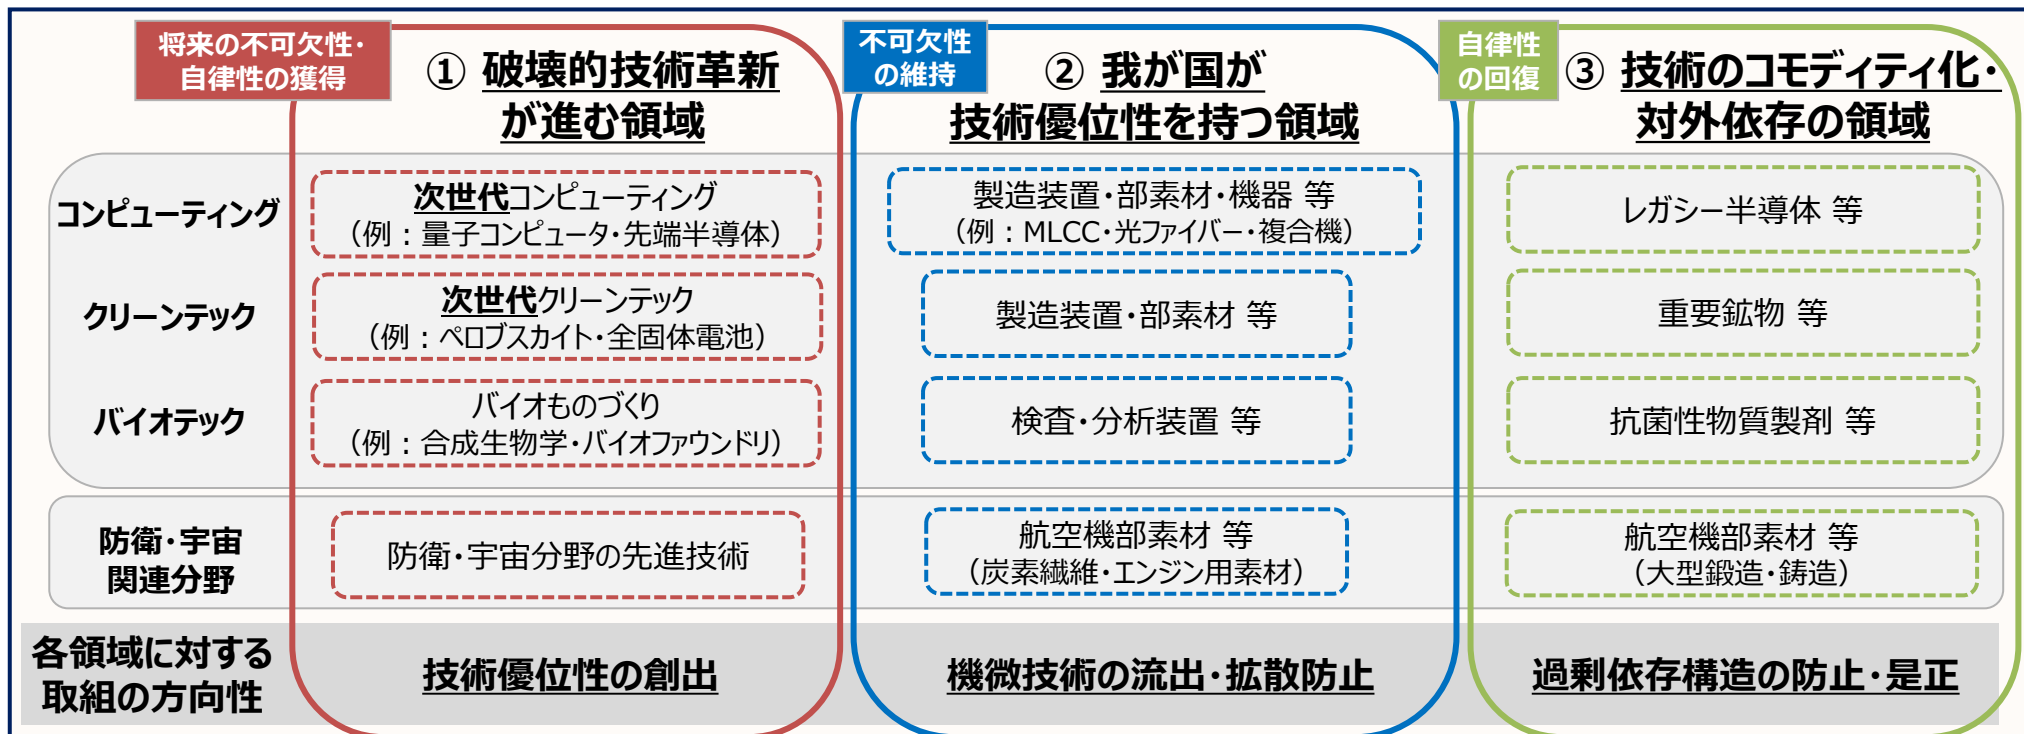 将来の不可欠性・
自律性の獲得
① 破壊的技術革新
が進む領域
不可欠性
の維持
② 我が国が
技術優位性を持つ領域
自律性
の回復
③ 技術のコモディティ化・
対外依存の領域
コンピューティング
次世代コンピューティング
（例：量子コンピュータ・先端半導体）
製造装置・部素材・機器 等
（例：MLCC・光ファイバー・複合機）
レガシー半導体 等
クリーンテック
次世代クリーンテック
（例：ペロブスカイト・全固体電池）
製造装置・部素材 等
重要鉱物 等
バイオテック
バイオものづくり
（例：合成生物学・バイオファウンドリ）
検査・分析装置 等
抗菌性物質製剤 等
防衛・宇宙
関連分野
防衛・宇宙分野の先進技術
航空機部素材 等
（炭素繊維・エンジン用素材）
航空機部素材 等
（大型鍛造・鋳造）
各領域に対する
取組の方向性
技術優位性の創出
機微技術の流出・拡散防止
過剰依存構造の防止・是正